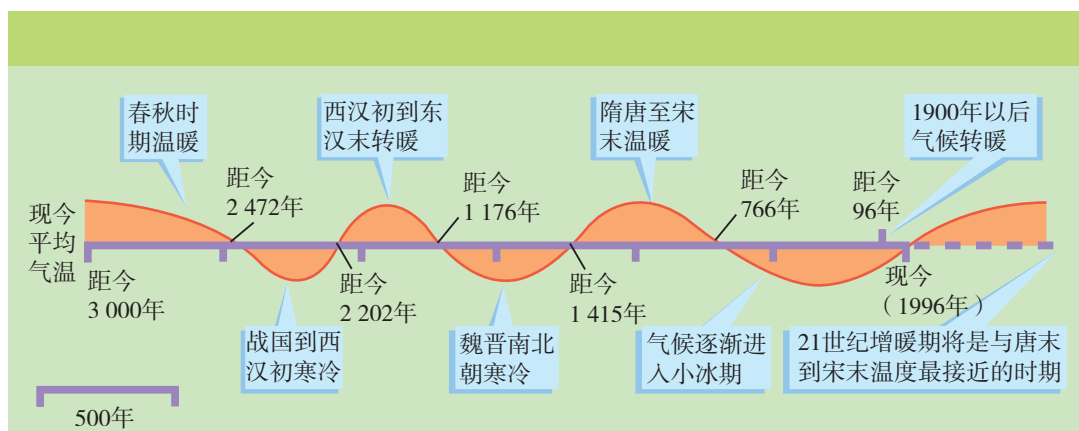 春秋时
期温暖
西汉初到东
汉末转暖
隋唐至宋
末温暖
1900年以后
气候转暖
距今
2 472年
距今
1 176年
距今
766年
距今
96年
现今
平均
气温
距今
3 000年
距今
2 202年
距今
1 415年
现今
（1996年）
战国到西
汉初寒冷
魏晋南北
朝寒冷
气候逐渐进
入小冰期
21世纪增暖期将是与唐末
到宋末温度最接近的时期
500年